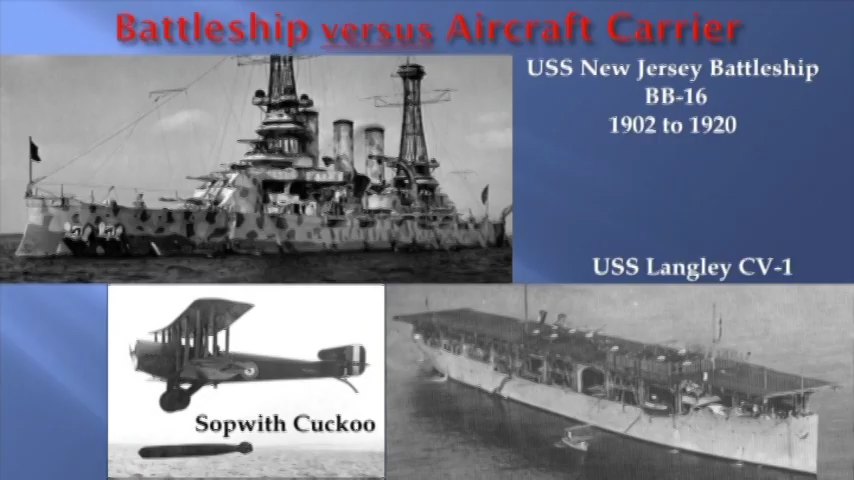 Battleship versus Aircraft Carrier
USS New Jersey Battleship
BB-16
1902 to 1920
USS Langley CV-1
Sopwith Cuckoo